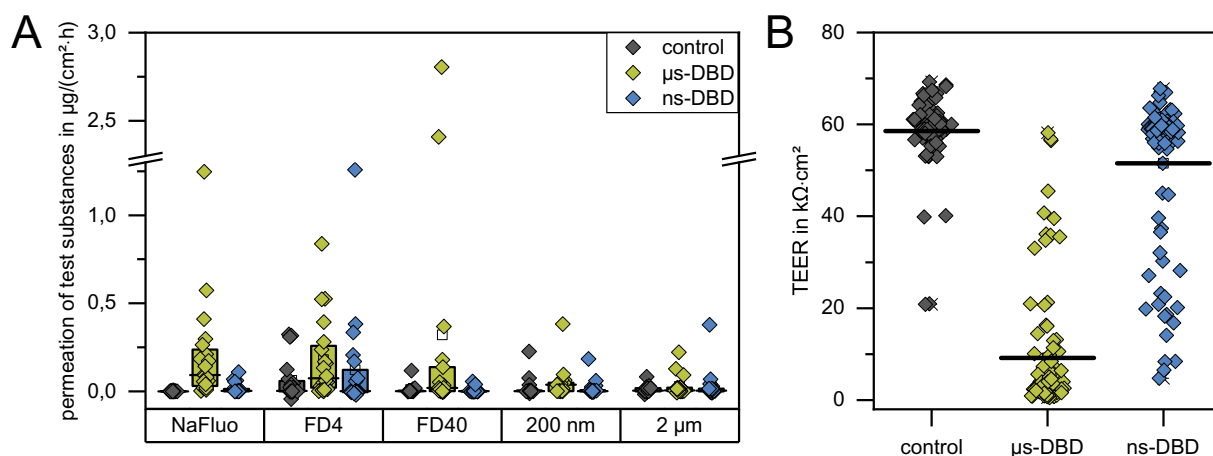 A
permeation of test substances in µg/(cm²·h)
3,0
2,5
1,0
0,5
0,0
control
µs-DBD
ns-DBD
NaFluo
FD4
FD40
200 nm
2 µm
B
TEER in kΩ·cm²
80
60
40
20
0
control
µs-DBD
ns-DBD